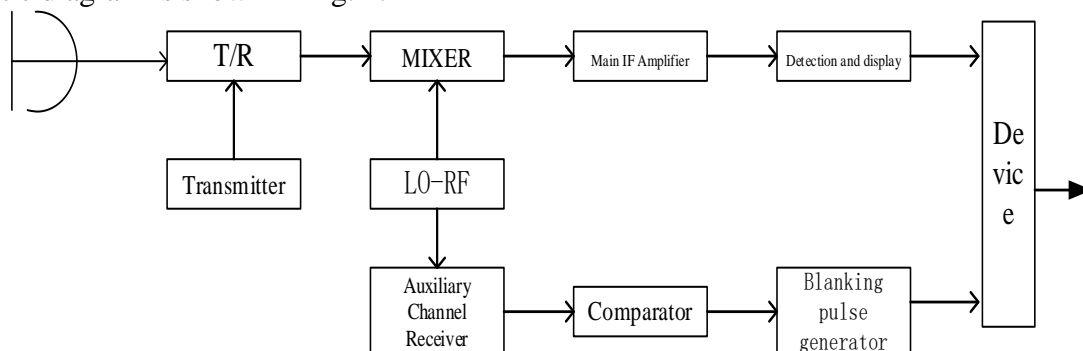 T/R
MIXER
Main IF Amplifier
Detection and display
Transmitter
LO-RF
De
vic
e
Auxiliary
Channel
Receiver
Comparator
Blanking
pulse
generator